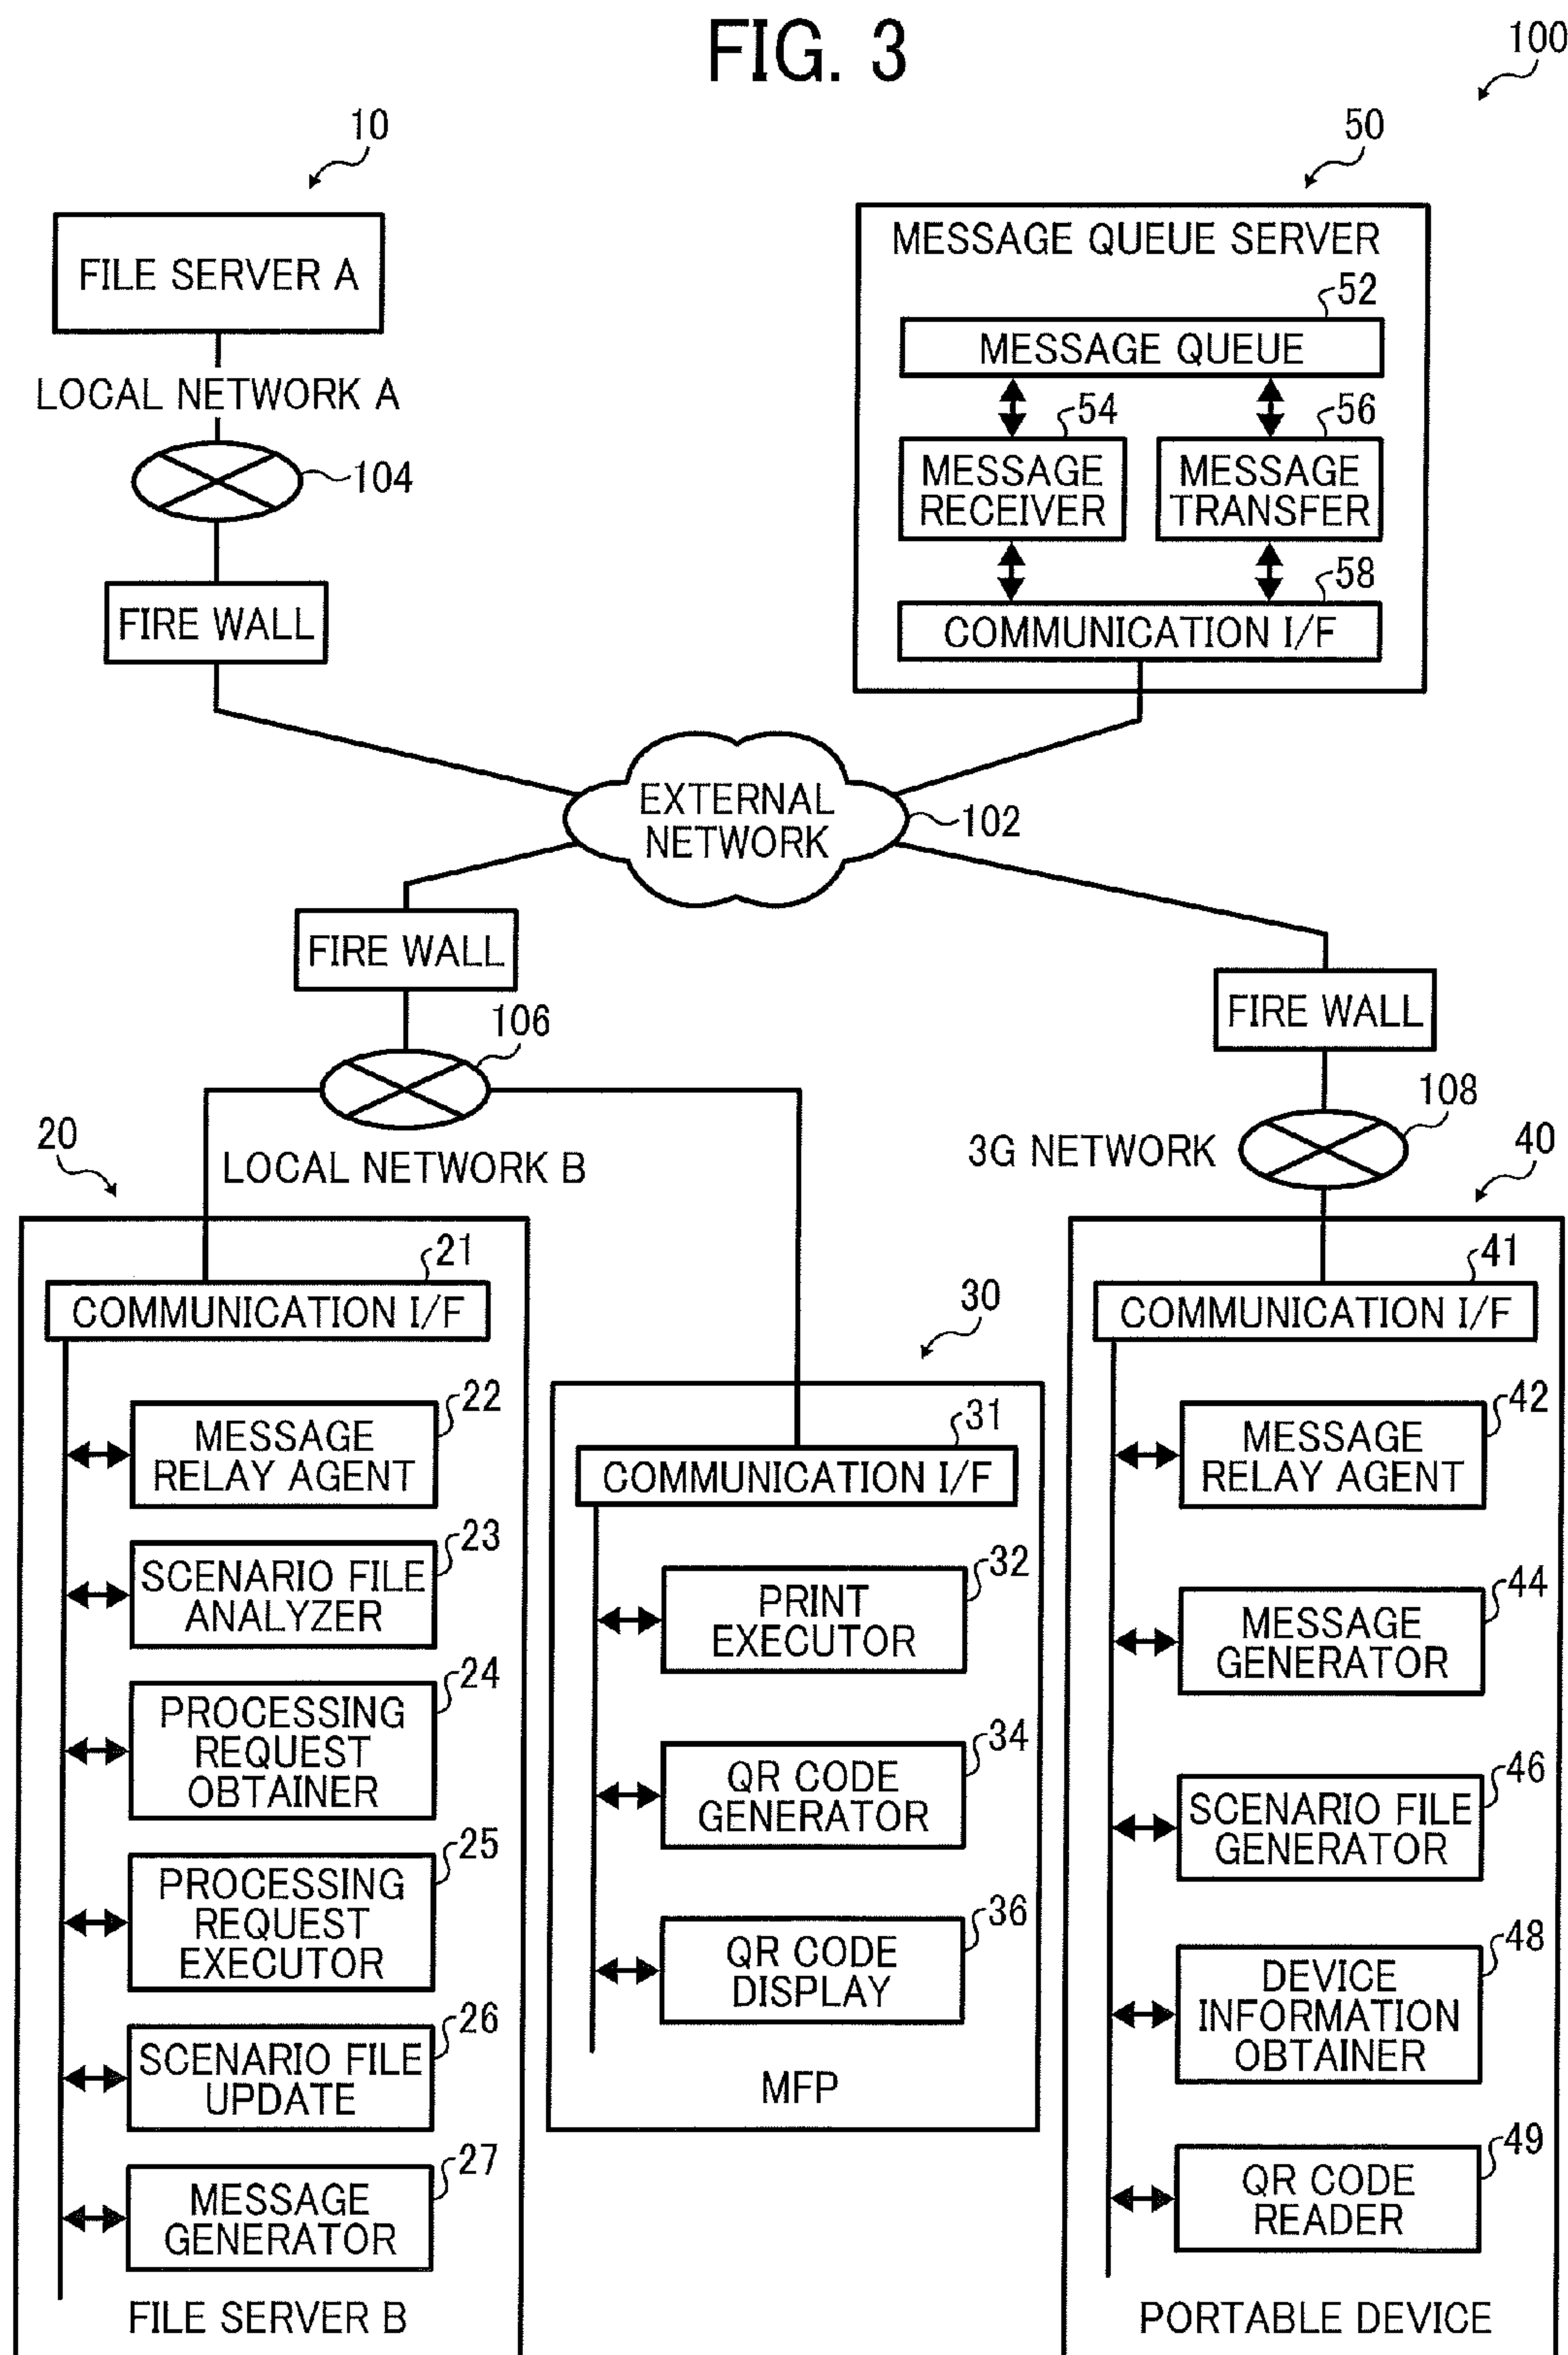 FIG. 3
100
10
50
FILE SERVER A
MESSAGE QUEUE SERVER
52
MESSAGE QUEUE
LOCAL NETWORK A
54
56
104
MESSAGE
RECEIVER
MESSAGE
TRANSFER
58
FIRE WALL
COMMUNICATION I/F
EXTERNAL
NETWORK
102
FIRE WALL
FIRE WALL
106
108
20
LOCAL NETWORK B
3G NETWORK
40
21
COMMUNICATION I/F
22
MESSAGE
RELAY AGENT
23
SCENARIO FILE
ANALYZER
24
PROCESSING
REQUEST
OBTAINER
25
PROCESSING
REQUEST
EXECUTOR
26
SCENARIO FILE
UPDATE
27
MESSAGE
GENERATOR
FILE SERVER B
30
31
COMMUNICATION I/F
32
PRINT
EXECUTOR
34
QR CODE
GENERATOR
36
QR CODE
DISPLAY
MFP
41
COMMUNICATION I/F
42
MESSAGE
RELAY AGENT
44
MESSAGE
GENERATOR
46
SCENARIO FILE
GENERATOR
48
DEVICE
INFORMATION
OBTAINER
49
QR CODE
READER
PORTABLE DEVICE